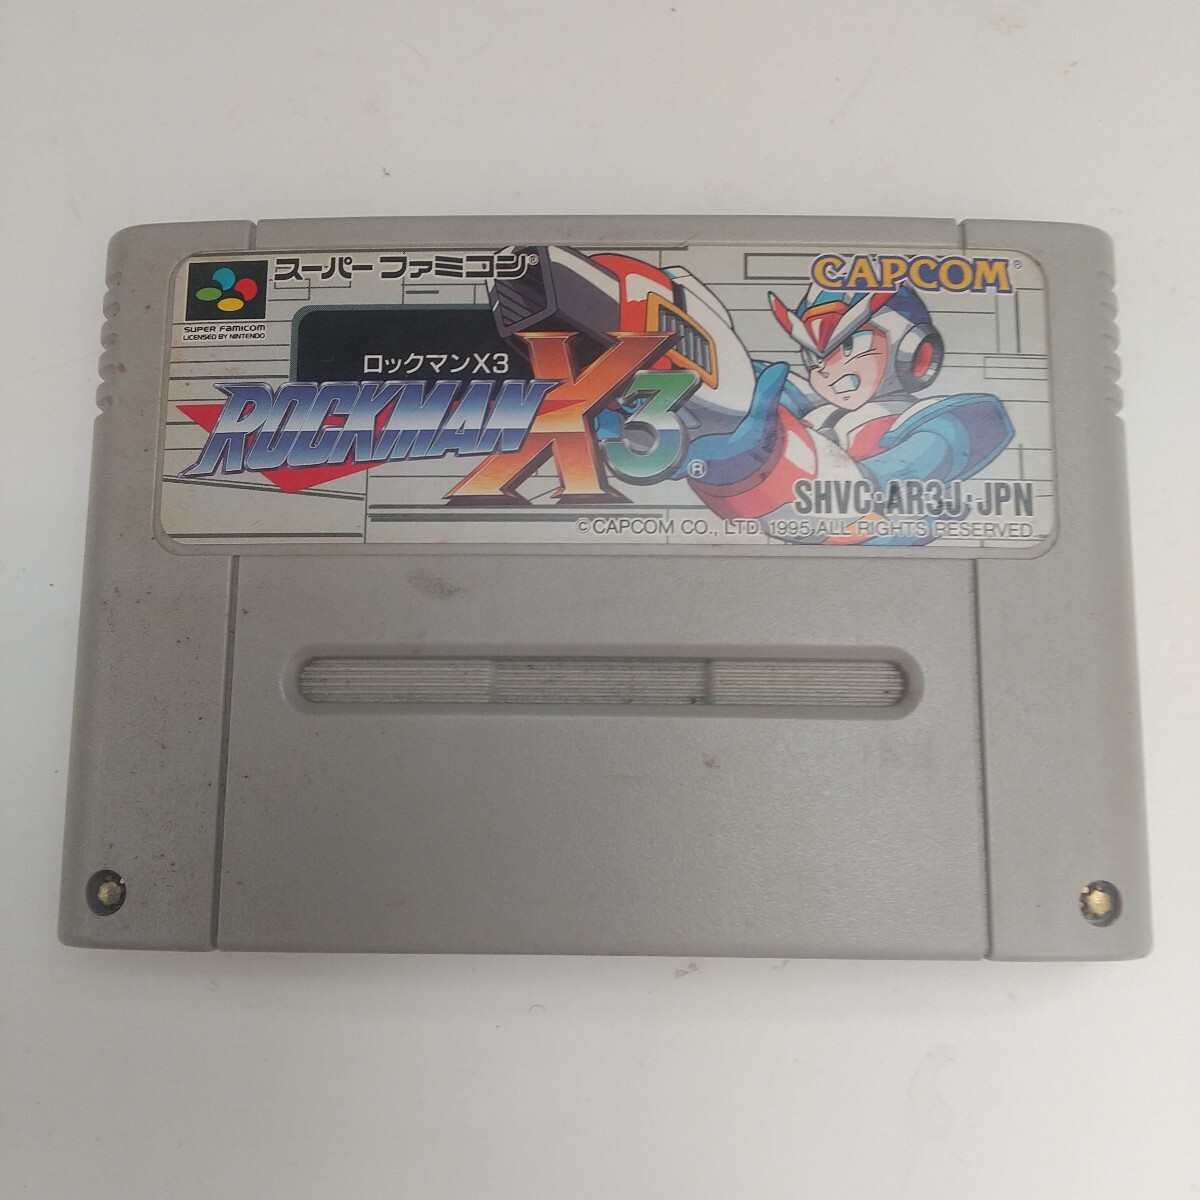 スーパーファミコン®
CAPCOM®
SUPER FAMICOM
LICENSED BY NINTENDO
ロックマンX3
ROCKMAN X3®
SHVC-AR3J-JPN
©CAPCOM CO., LTD. 1995 ALL RIGHTS RESERVED.